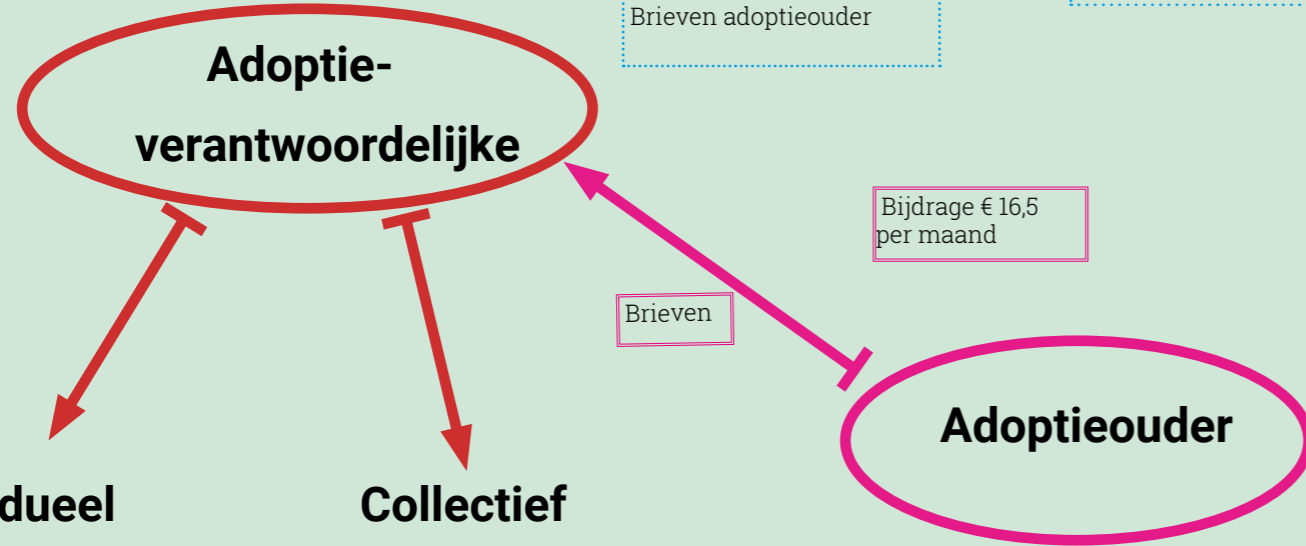 Brieven adoptieouder
Adoptie-
verantwoordelijke
Bijdrage € 16,5
per maand
Brieven
Adoptieouder
dueel
Collectief